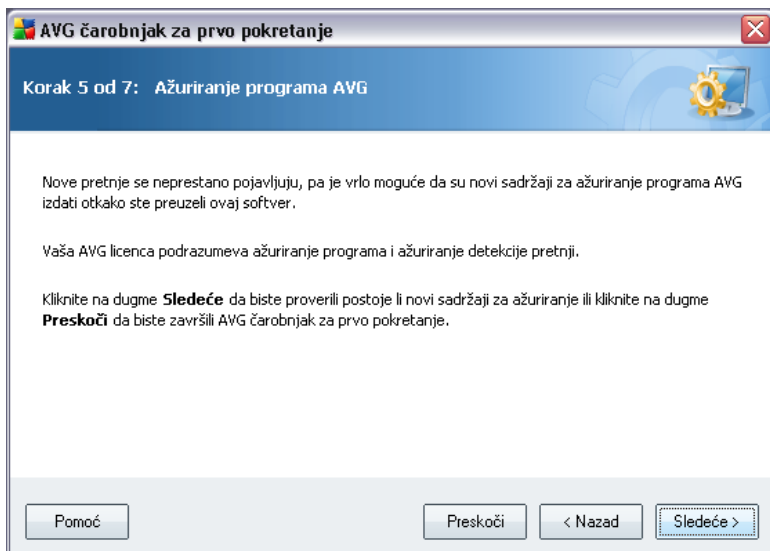 AVG čarobnjak za prvo pokretanje
Korak 5 od 7: Ažuriranje programa AVG
Nove pretnje se neprestano pojavljuju, pa je vrlo moguće da su novi sadržaji za ažuriranje programa AVG
izdati otkako ste preuzeli ovaj softver.
Vaša AVG licenca podrazumeva ažuriranje programa i ažuriranje detekcije pretnji.
Kliknite na dugme Sledeće da biste proverili postoje li novi sadržaji za ažuriranje ili kliknite na dugme
Preskoči da biste završili AVG čarobnjak za prvo pokretanje.
Pomoć
Preskoči
< Nazad
Sledeće >